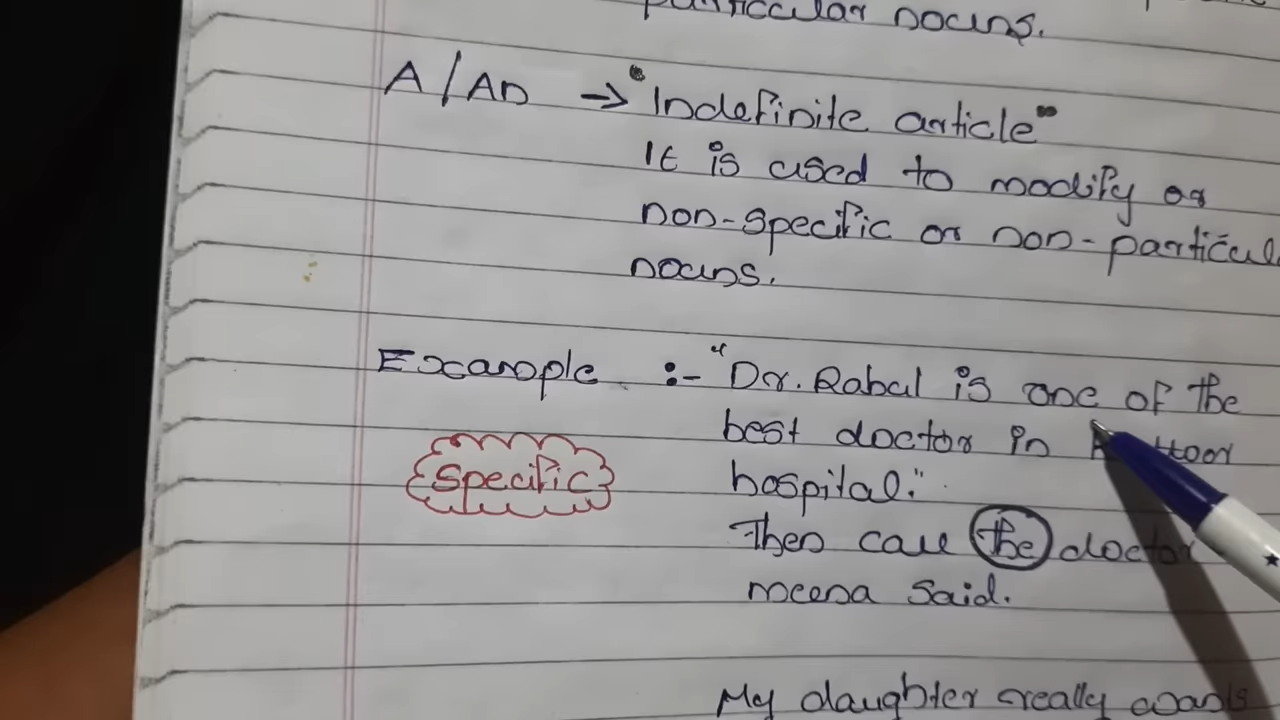 particular nouns.
A/An → "Indefinite article"
It is used to modify or
non-specific or non-particul
nouns.
Example :- "Dr. Rahul is one of the
best doctor in
hospital."
Specific
Then call the doctor
meena said.
My daughter really wants